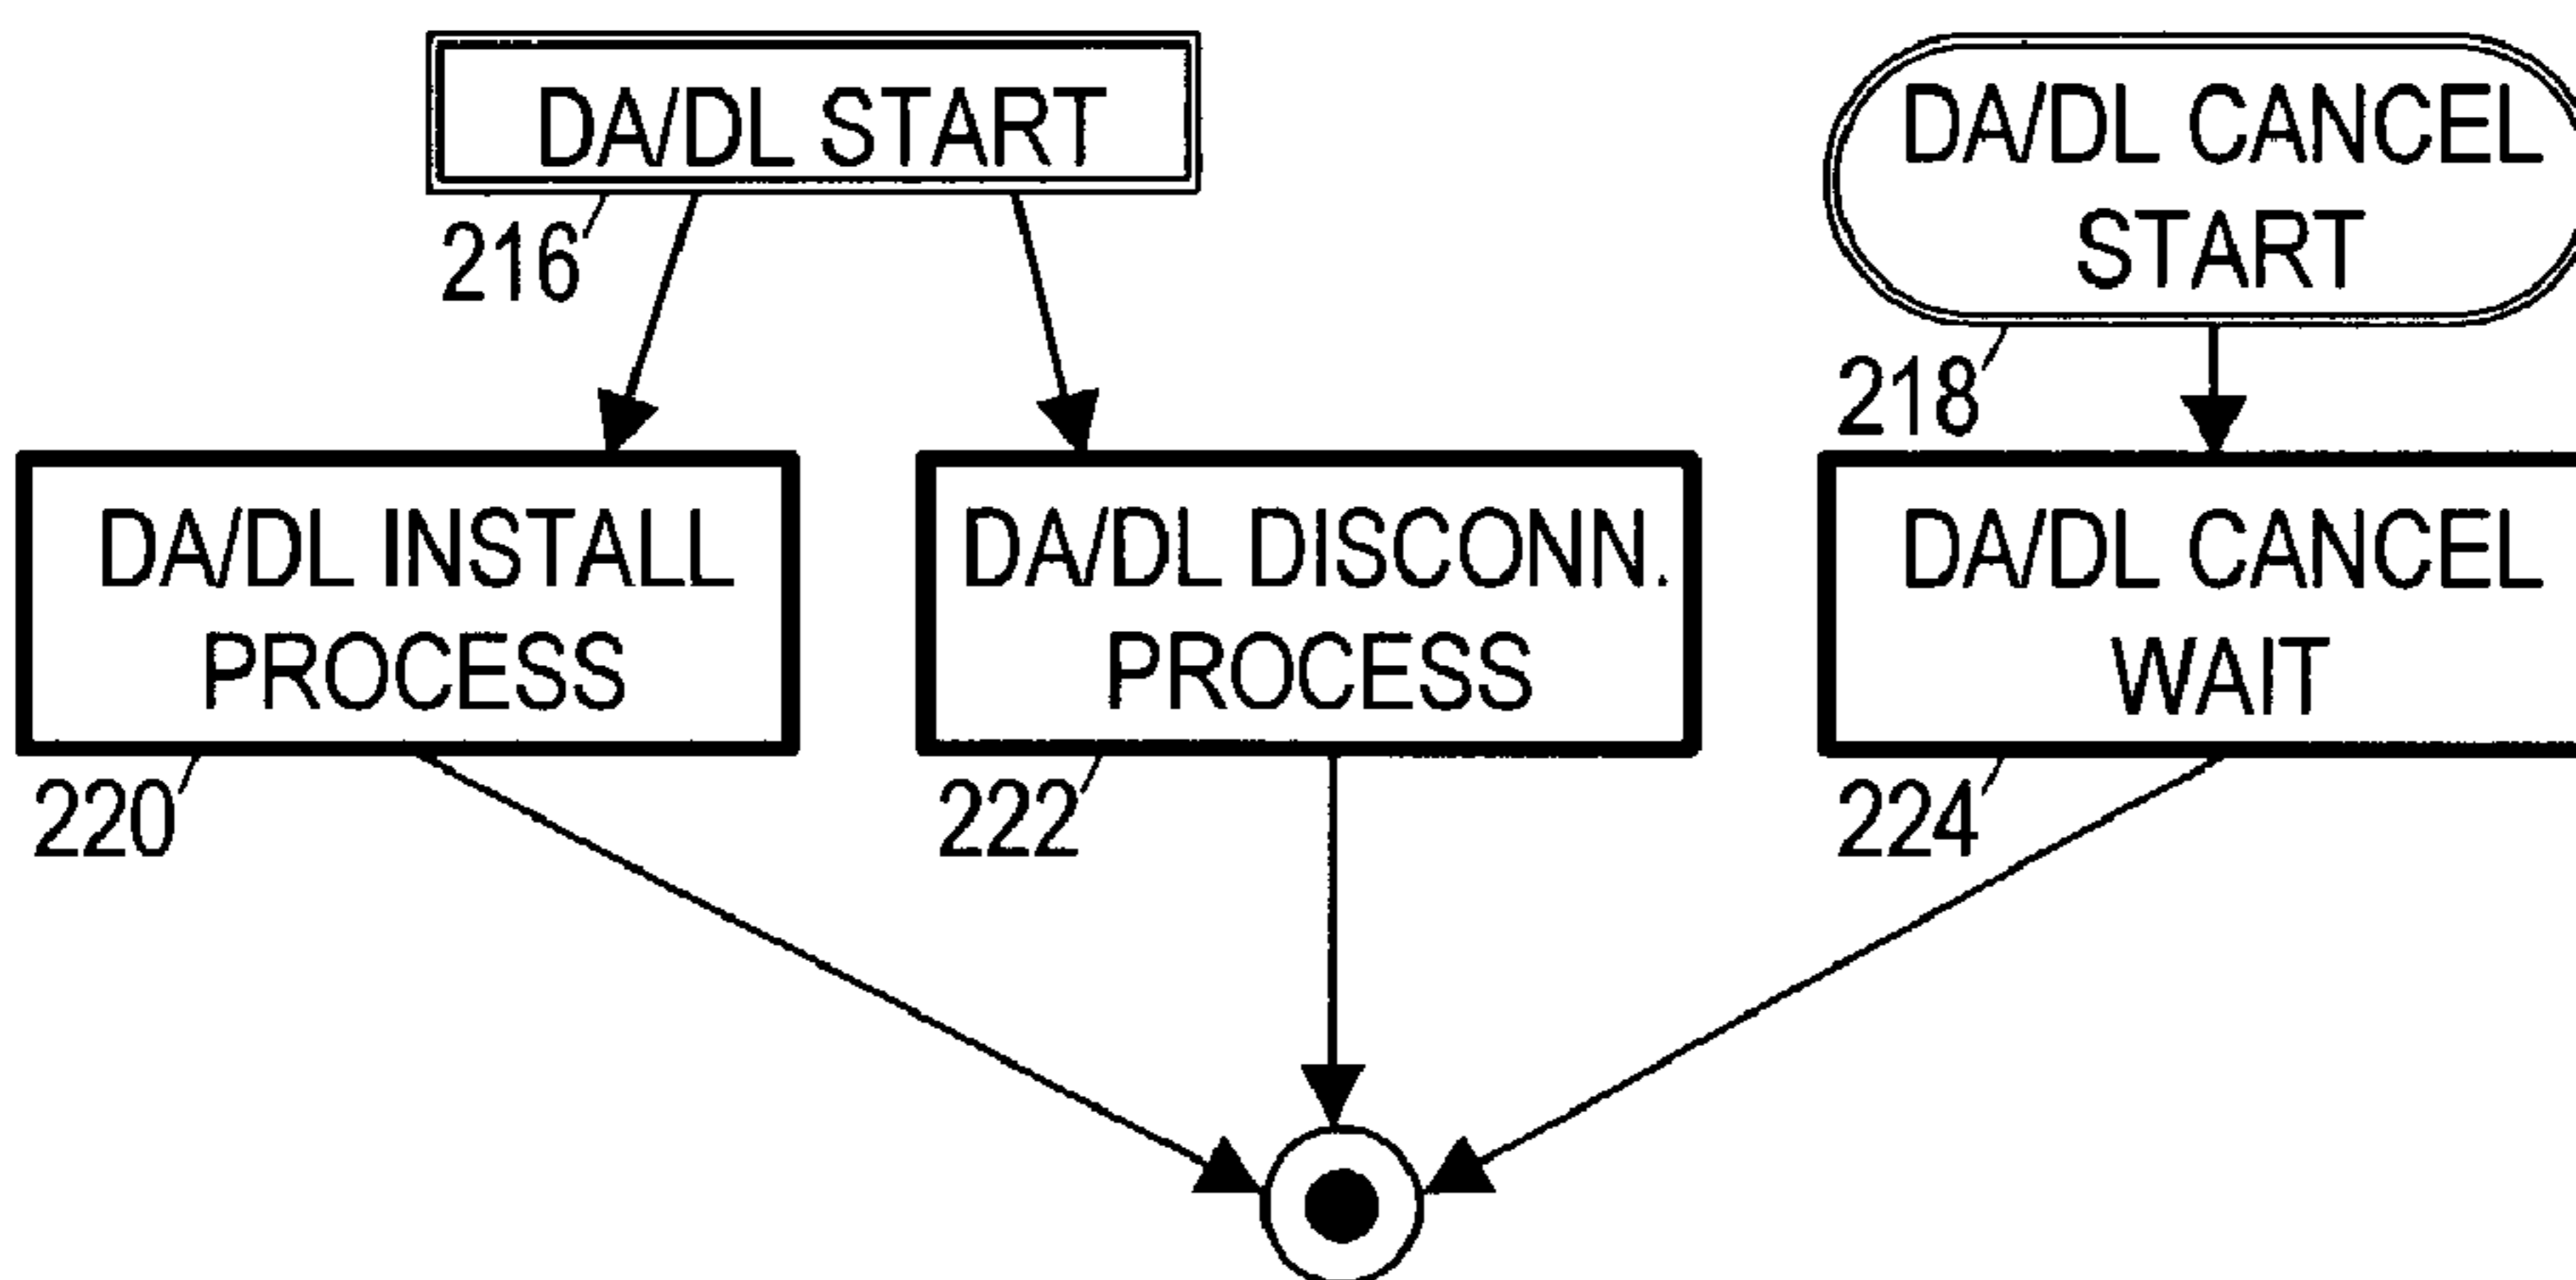 DA/DL START
216
DA/DL CANCEL
START
218
DA/DL INSTALL
PROCESS
220
DA/DL DISCONN.
PROCESS
222
DA/DL CANCEL
WAIT
224